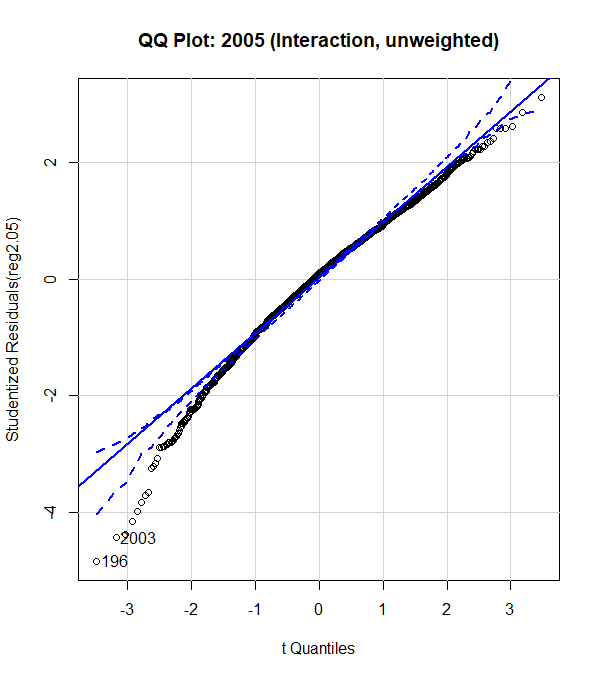 QQ Plot: 2005 (Interaction, unweighted)
Studentized Residuals(reg2.05)
2
0
-2
-4
2003
196
-3 -2 -1 0 1 2 3
t Quantiles